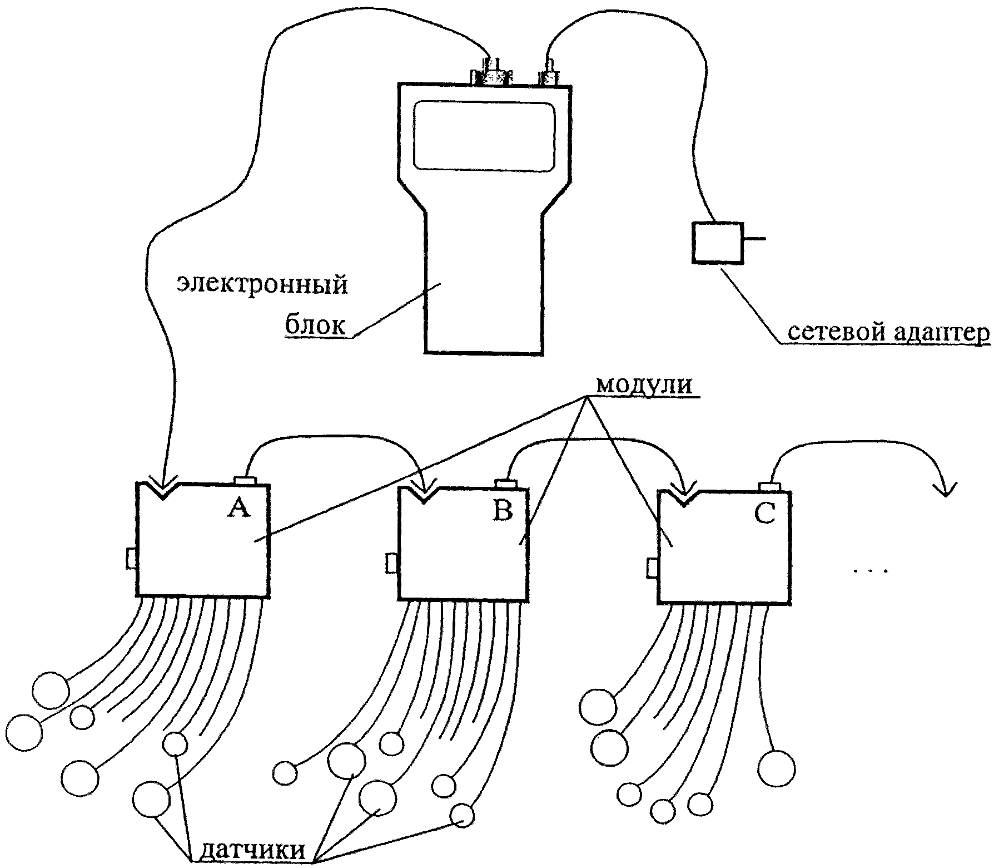 электронный
блок
сетевой адаптер
модули
A
B
C
. . .
датчики